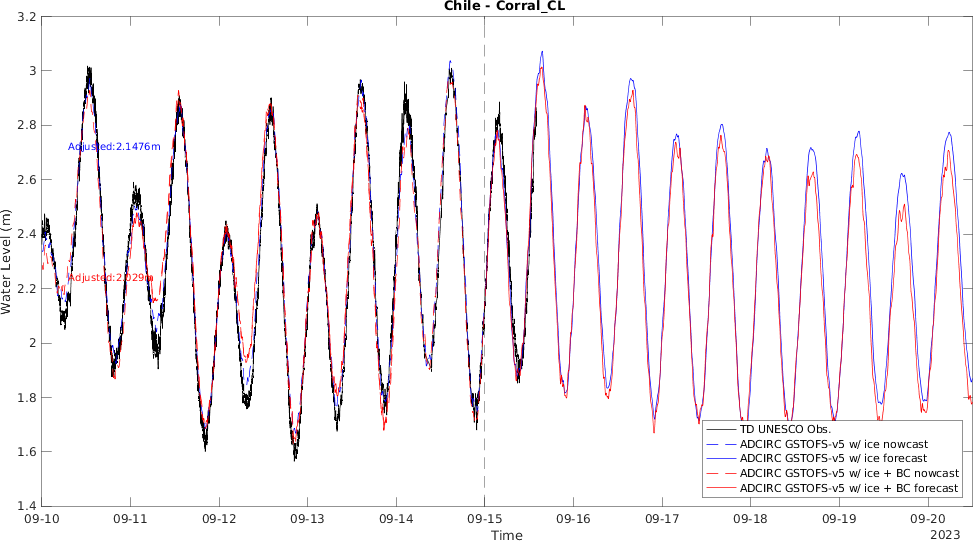 Chile - Corral_CL
3.2
3
2.8
2.6
2.4
2.2
2
1.8
1.6
1.4
Water Level (m)
Adjusted:2.1476m
Adjusted:2.029m
TD UNESCO Obs.
ADCIRC GSTOFS-v5 w/ ice nowcast
ADCIRC GSTOFS-v5 w/ ice forecast
ADCIRC GSTOFS-v5 w/ ice + BC nowcast
ADCIRC GSTOFS-v5 w/ ice + BC forecast
09-10 09-11 09-12 09-13 09-14 09-15 09-16 09-17 09-18 09-19 09-20
2023
Time